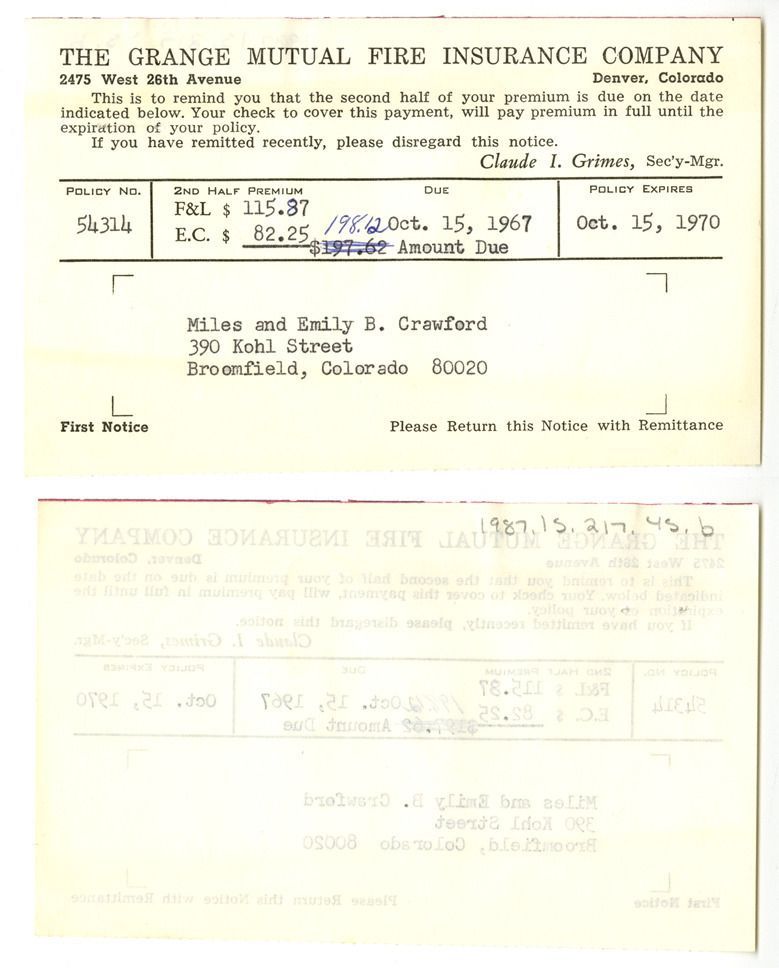 THE GRANGE MUTUAL FIRE INSURANCE COMPANY
2475 West 26th Avenue Denver, Colorado
This is to remind you that the second half of your premium is due on the date
indicated below. Your check to cover this payment, will pay premium in full until the
expiration of your policy.
If you have remitted recently, please disregard this notice.
Claude I. Grimes, Sec'y-Mgr.
POLICY NO. 2ND HALF PREMIUM DUE POLICY EXPIRES
F&L $ 115.87
54314 E.C. $ 82.25 198.12 Oct. 15, 1967 Oct. 15, 1970
$197.62 Amount Due
Miles and Emily B. Crawford
390 Kohl Street
Broomfield, Colorado 80020
First Notice Please Return this Notice with Remittance
1987.15.217.45.b